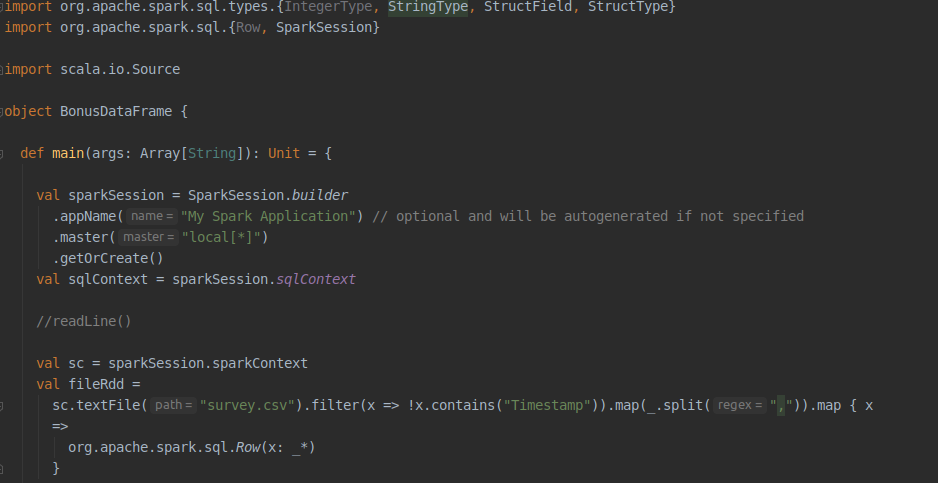 import org.apache.spark.sql.types.{IntegerType, StringType, StructField, StructType}
import org.apache.spark.sql.{Row, SparkSession}
import scala.io.Source
object BonusDataFrame {
def main(args: Array[String]): Unit = {
val sparkSession = SparkSession.builder
.appName( name = "My Spark Application") // optional and will be autogenerated if not specified
.master( master = "local[*]")
.getOrCreate()
val sqlContext = sparkSession.sqlContext
//readLine()
val sc = sparkSession.sparkContext
val fileRdd =
sc.textFile( path = "survey.csv").filter(x => !x.contains("Timestamp")).map(_.split( regex = ",")).map { x
=>
org.apache.spark.sql.Row(x: _*)
}